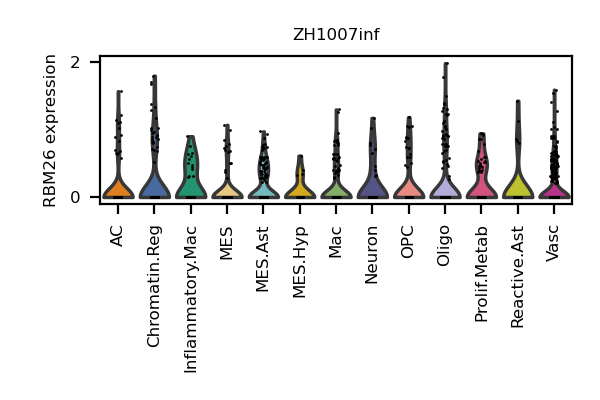 ZH1007inf
RBM26 expression
2
0
AC
Chromatin.Reg
Inflammatory.Mac
MES
MES.Ast
MES.Hyp
Mac
Neuron
OPC
Oligo
Prolif.Metab
Reactive.Ast
Vasc